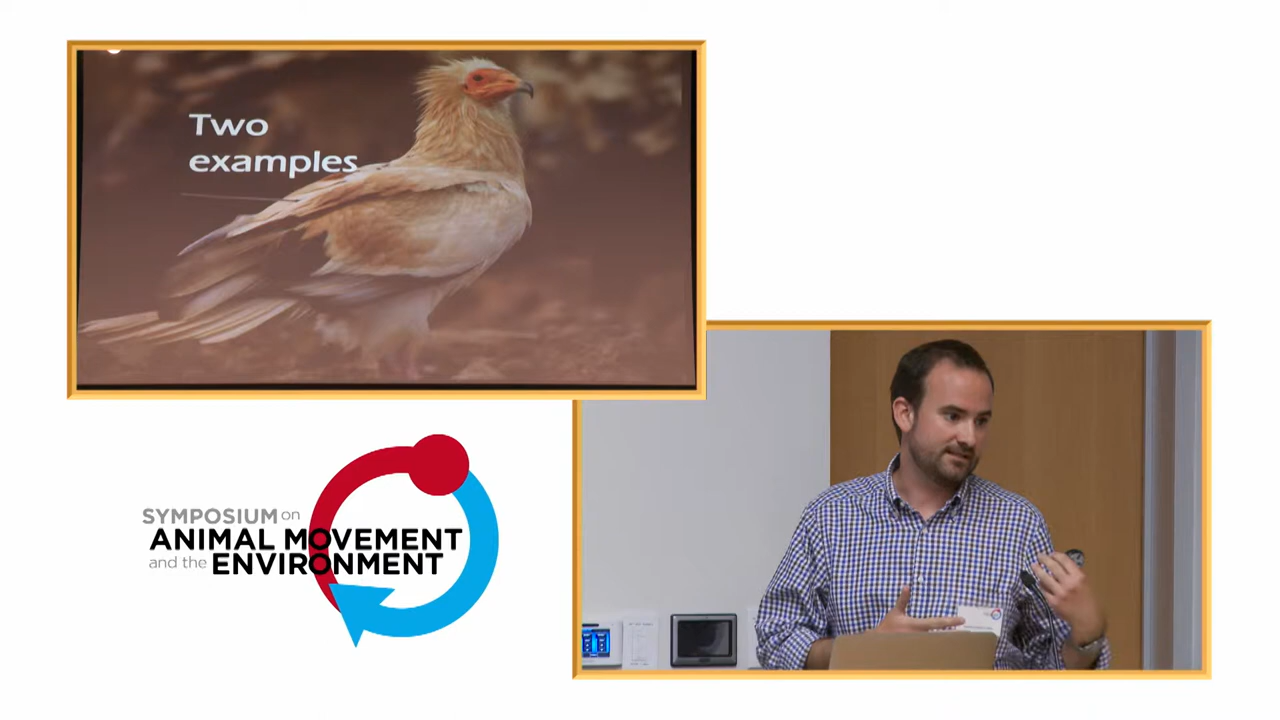 Two
examples
SYMPOSIUM on
ANIMAL MOVEMENT
and the ENVIRONMENT